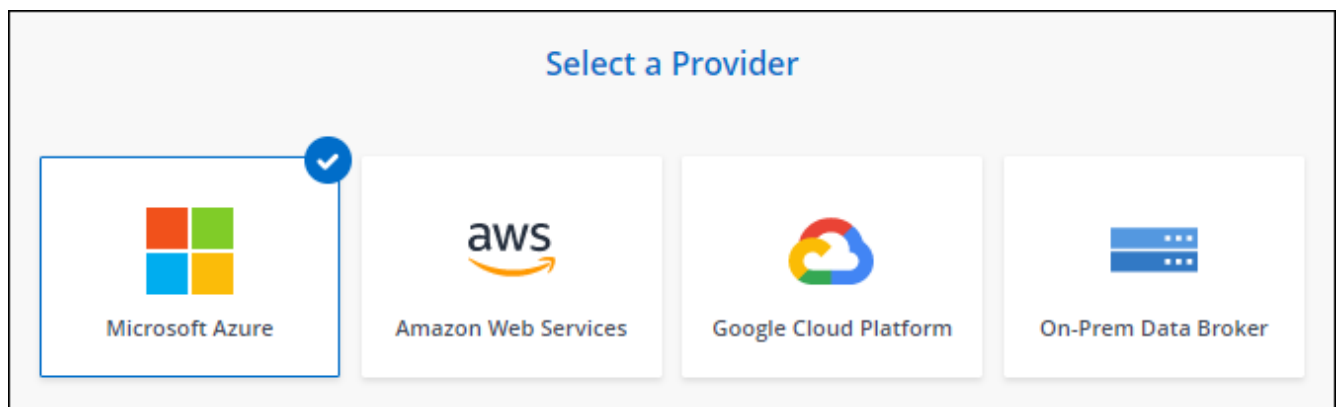 Select a Provider
aws
Microsoft Azure
Amazon Web Services
Google Cloud Platform
On-Prem Data Broker